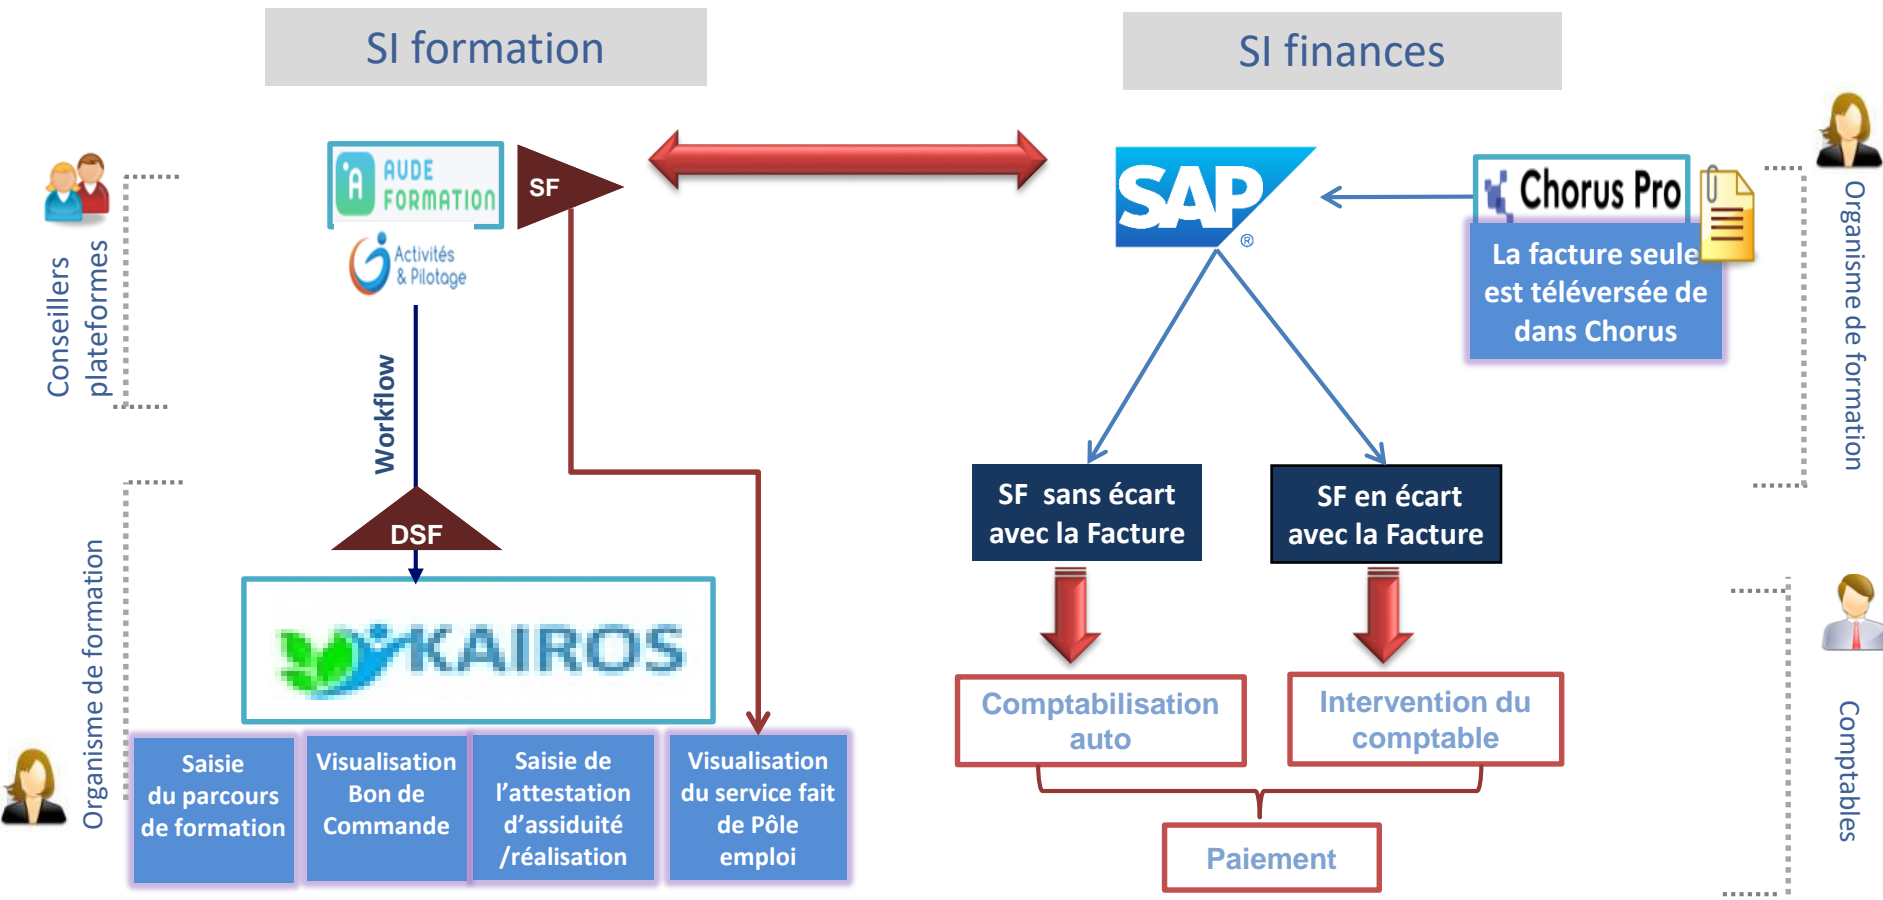 SI formation
SI finances
AUDE
FORMATION
SF
Activités
& Pilotage
Conseillers
plateformes
Workflow
DSF
KAIROS
Organisme de formation
Saisie
du parcours
de formation
Visualisation
Bon de
Commande
Saisie de
l’attestation
d’assiduité
/réalisation
Visualisation
du service fait
de Pôle
emploi
SAP
®
Chorus Pro
La facture seule
est téléversée de
dans Chorus
Organisme de formation
SF sans écart
avec la Facture
SF en écart
avec la Facture
Comptabilisation
auto
Intervention du
comptable
Paiement
Comptables